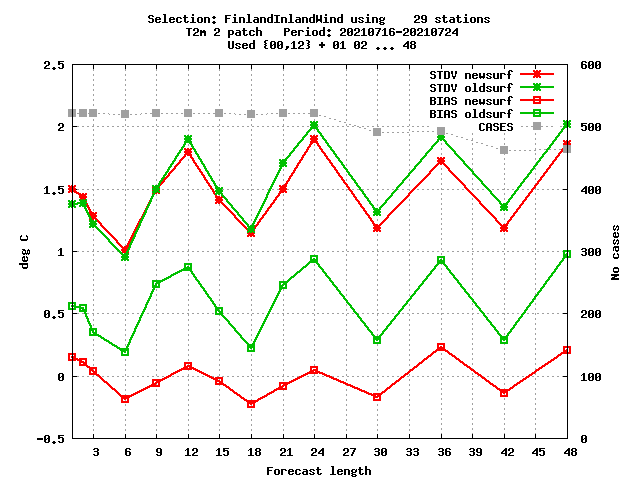 Selection: FinlandInlandWind using    29 stations
T2m 2 patch   Period: 20210716-20210724
Used {00,12} + 01 02 ... 48
2.5
2
1.5
1
0.5
0
-0.5
deg C
600
500
400
300
200
100
0
No cases
STDV newsurf
STDV oldsurf
BIAS newsurf
BIAS oldsurf
CASES
3 6 9 12 15 18 21 24 27 30 33 36 39 42 45 48
Forecast length